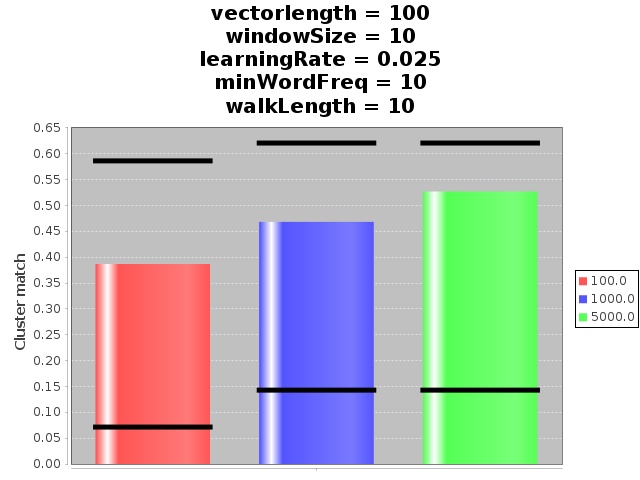 vectorlength = 100
windowSize = 10
learningRate = 0.025
minWordFreq = 10
walkLength = 10
0.65
0.60
0.55
0.50
0.45
0.40
0.35
0.30
0.25
0.20
0.15
0.10
0.05
0.00
Cluster match
100.0
1000.0
5000.0